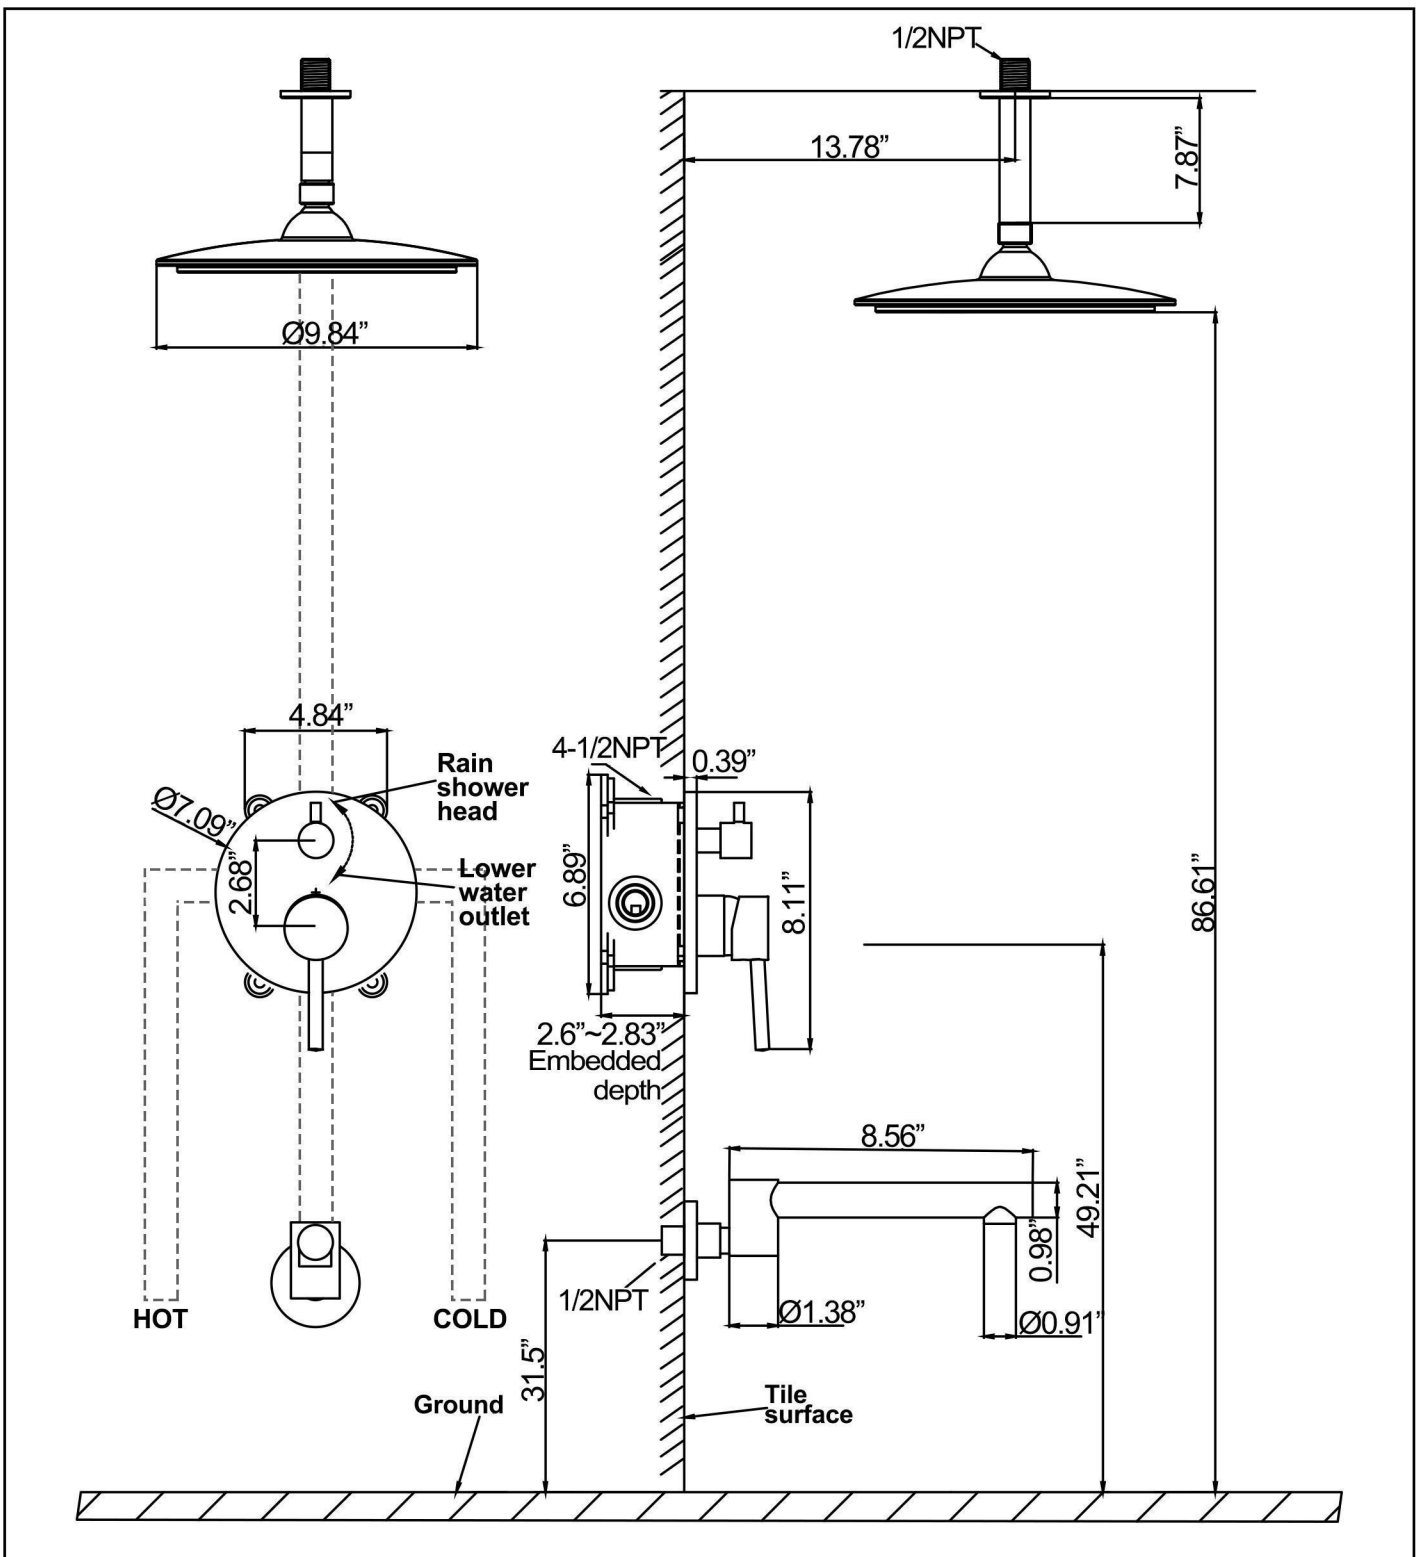 1/2NPT
13.78”
7.87”
Ø9.84”
4.84”
Rain
shower
head
4-1/2NPT
0.39”
Ø7.09”
2.68”
Lower
water
outlet
6.89”
8.11”
86.61”
2.6”~2.83”
Embedded
depth
8.56”
49.21”
0.98”
HOT
COLD
1/2NPT
Ø1.38”
Ø0.91”
31.5”
Ground
Tile
surface